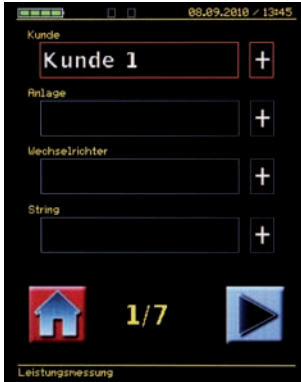 08.09.2010 / 13:45
Kunde
Kunde 1
+
Anlage
+
Wechselrichter
+
String
+
1/7
Leistungsmessung